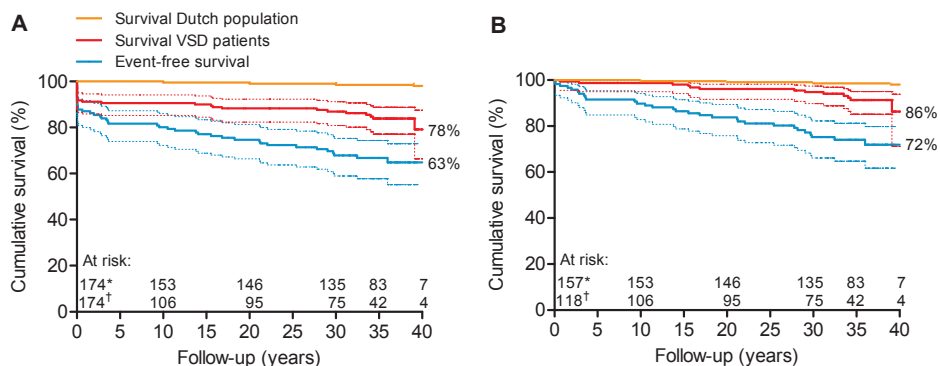 A
Survival Dutch population
Survival VSD patients
Event-free survival
Cumulative survival (%)
100
80
60
40
20
0
78%
63%
At risk:
174* 153 146 135 83 7
174† 106 95 75 42 4
0 5 10 15 20 25 30 35 40
Follow-up (years)
B
Cumulative survival (%)
100
80
60
40
20
0
86%
72%
At risk:
157* 153 146 135 83 7
118† 106 95 75 42 4
0 5 10 15 20 25 30 35 40
Follow-up (years)